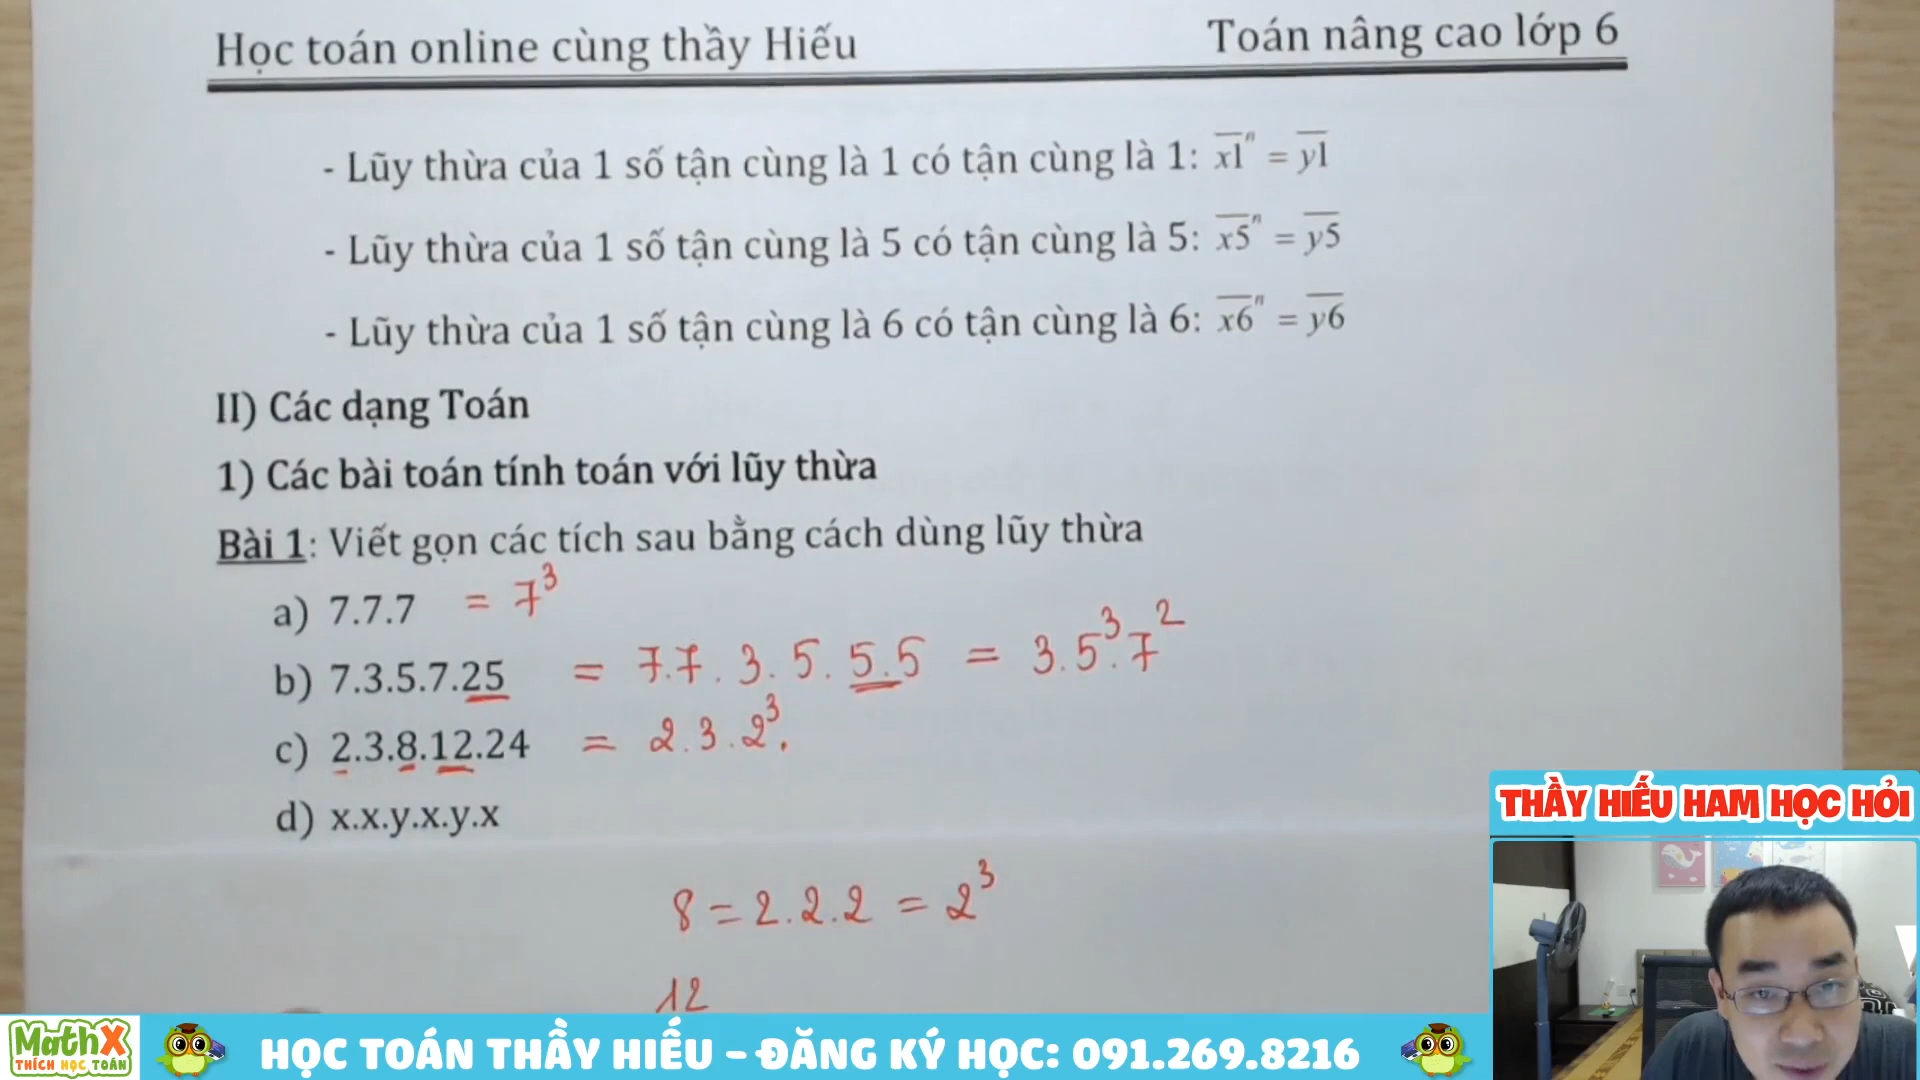 Học toán online cùng thầy Hiếu Toán nâng cao lớp 6
- Lũy thừa của 1 số tận cùng là 1 có tận cùng là 1: x̅1̅ⁿ = y̅1̅
- Lũy thừa của 1 số tận cùng là 5 có tận cùng là 5: x̅5̅ⁿ = y̅5̅
- Lũy thừa của 1 số tận cùng là 6 có tận cùng là 6: x̅6̅ⁿ = y̅6̅
II) Các dạng Toán
1) Các bài toán tính toán với lũy thừa
Bài 1: Viết gọn các tích sau bằng cách dùng lũy thừa
a) 7.7.7 = 7³
b) 7.3.5.7.25 = 7.7.3.5.5.5 = 3.5³.7²
c) 2.3.8.12.24 = 2.3.2³.
d) x.x.y.x.y.x
8 = 2.2.2 = 2³
12
THẦY HIẾU HAM HỌC HỎI
MathX
THÍCH HỌC TOÁN
HỌC TOÁN THẦY HIẾU - ĐĂNG KÝ HỌC: 091.269.8216